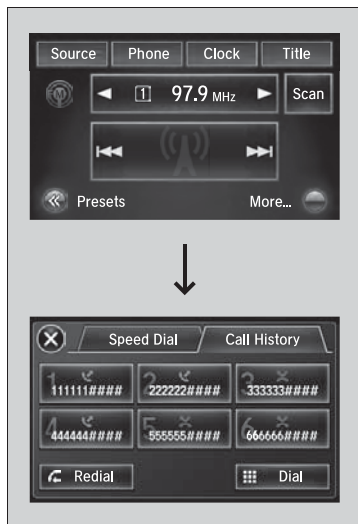 Source Phone Clock Title
1 97.9 MHz Scan
Presets More...
Speed Dial Call History
1 2 3
111111#### 222222#### 333333####
4 5 6
444444#### 555555#### 666666####
Redial Dial